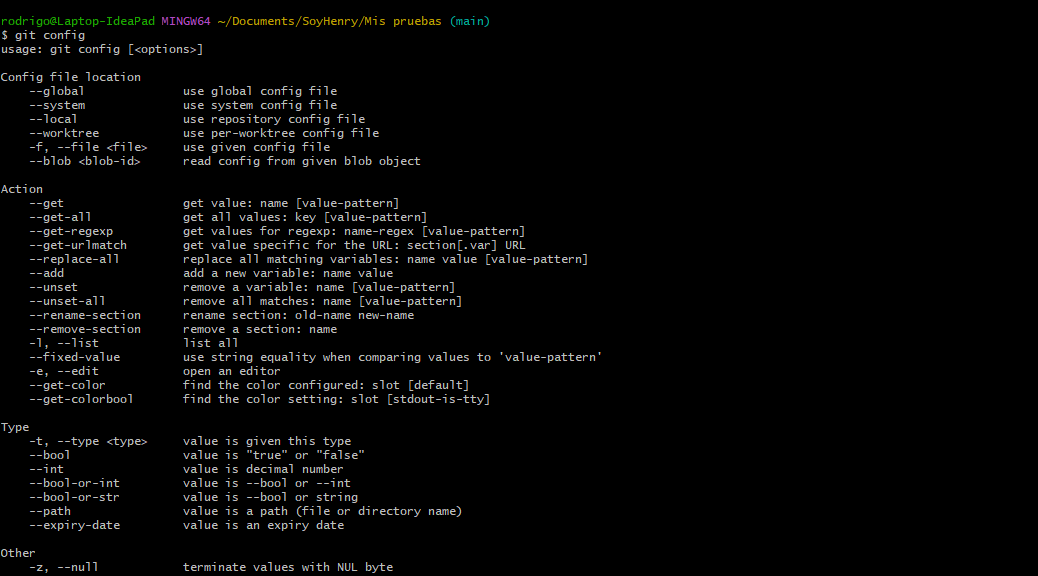 rodrigo@Laptop-IdeaPad MINGW64 ~/Documents/SoyHenry/Mis pruebas (main)
$ git config
usage: git config [<options>]

Config file location
    --global              use global config file
    --system              use system config file
    --local               use repository config file
    --worktree            use per-worktree config file
    -f, --file <file>     use given config file
    --blob <blob-id>      read config from given blob object

Action
    --get                 get value: name [value-pattern]
    --get-all             get all values: key [value-pattern]
    --get-regexp          get values for regexp: name-regex [value-pattern]
    --get-urlmatch        get value specific for the URL: section[.var] URL
    --replace-all         replace all matching variables: name value [value-pattern]
    --add                 add a new variable: name value
    --unset               remove a variable: name [value-pattern]
    --unset-all           remove all matches: name [value-pattern]
    --rename-section      rename section: old-name new-name
    --remove-section      remove a section: name
    -l, --list            list all
    --fixed-value         use string equality when comparing values to 'value-pattern'
    -e, --edit            open an editor
    --get-color           find the color configured: slot [default]
    --get-colorbool       find the color setting: slot [stdout-is-tty]

Type
    -t, --type <type>     value is given this type
    --bool                value is "true" or "false"
    --int                 value is decimal number
    --bool-or-int         value is --bool or --int
    --bool-or-str         value is --bool or string
    --path                value is a path (file or directory name)
    --expiry-date         value is an expiry date

Other
    -z, --null            terminate values with NUL byte